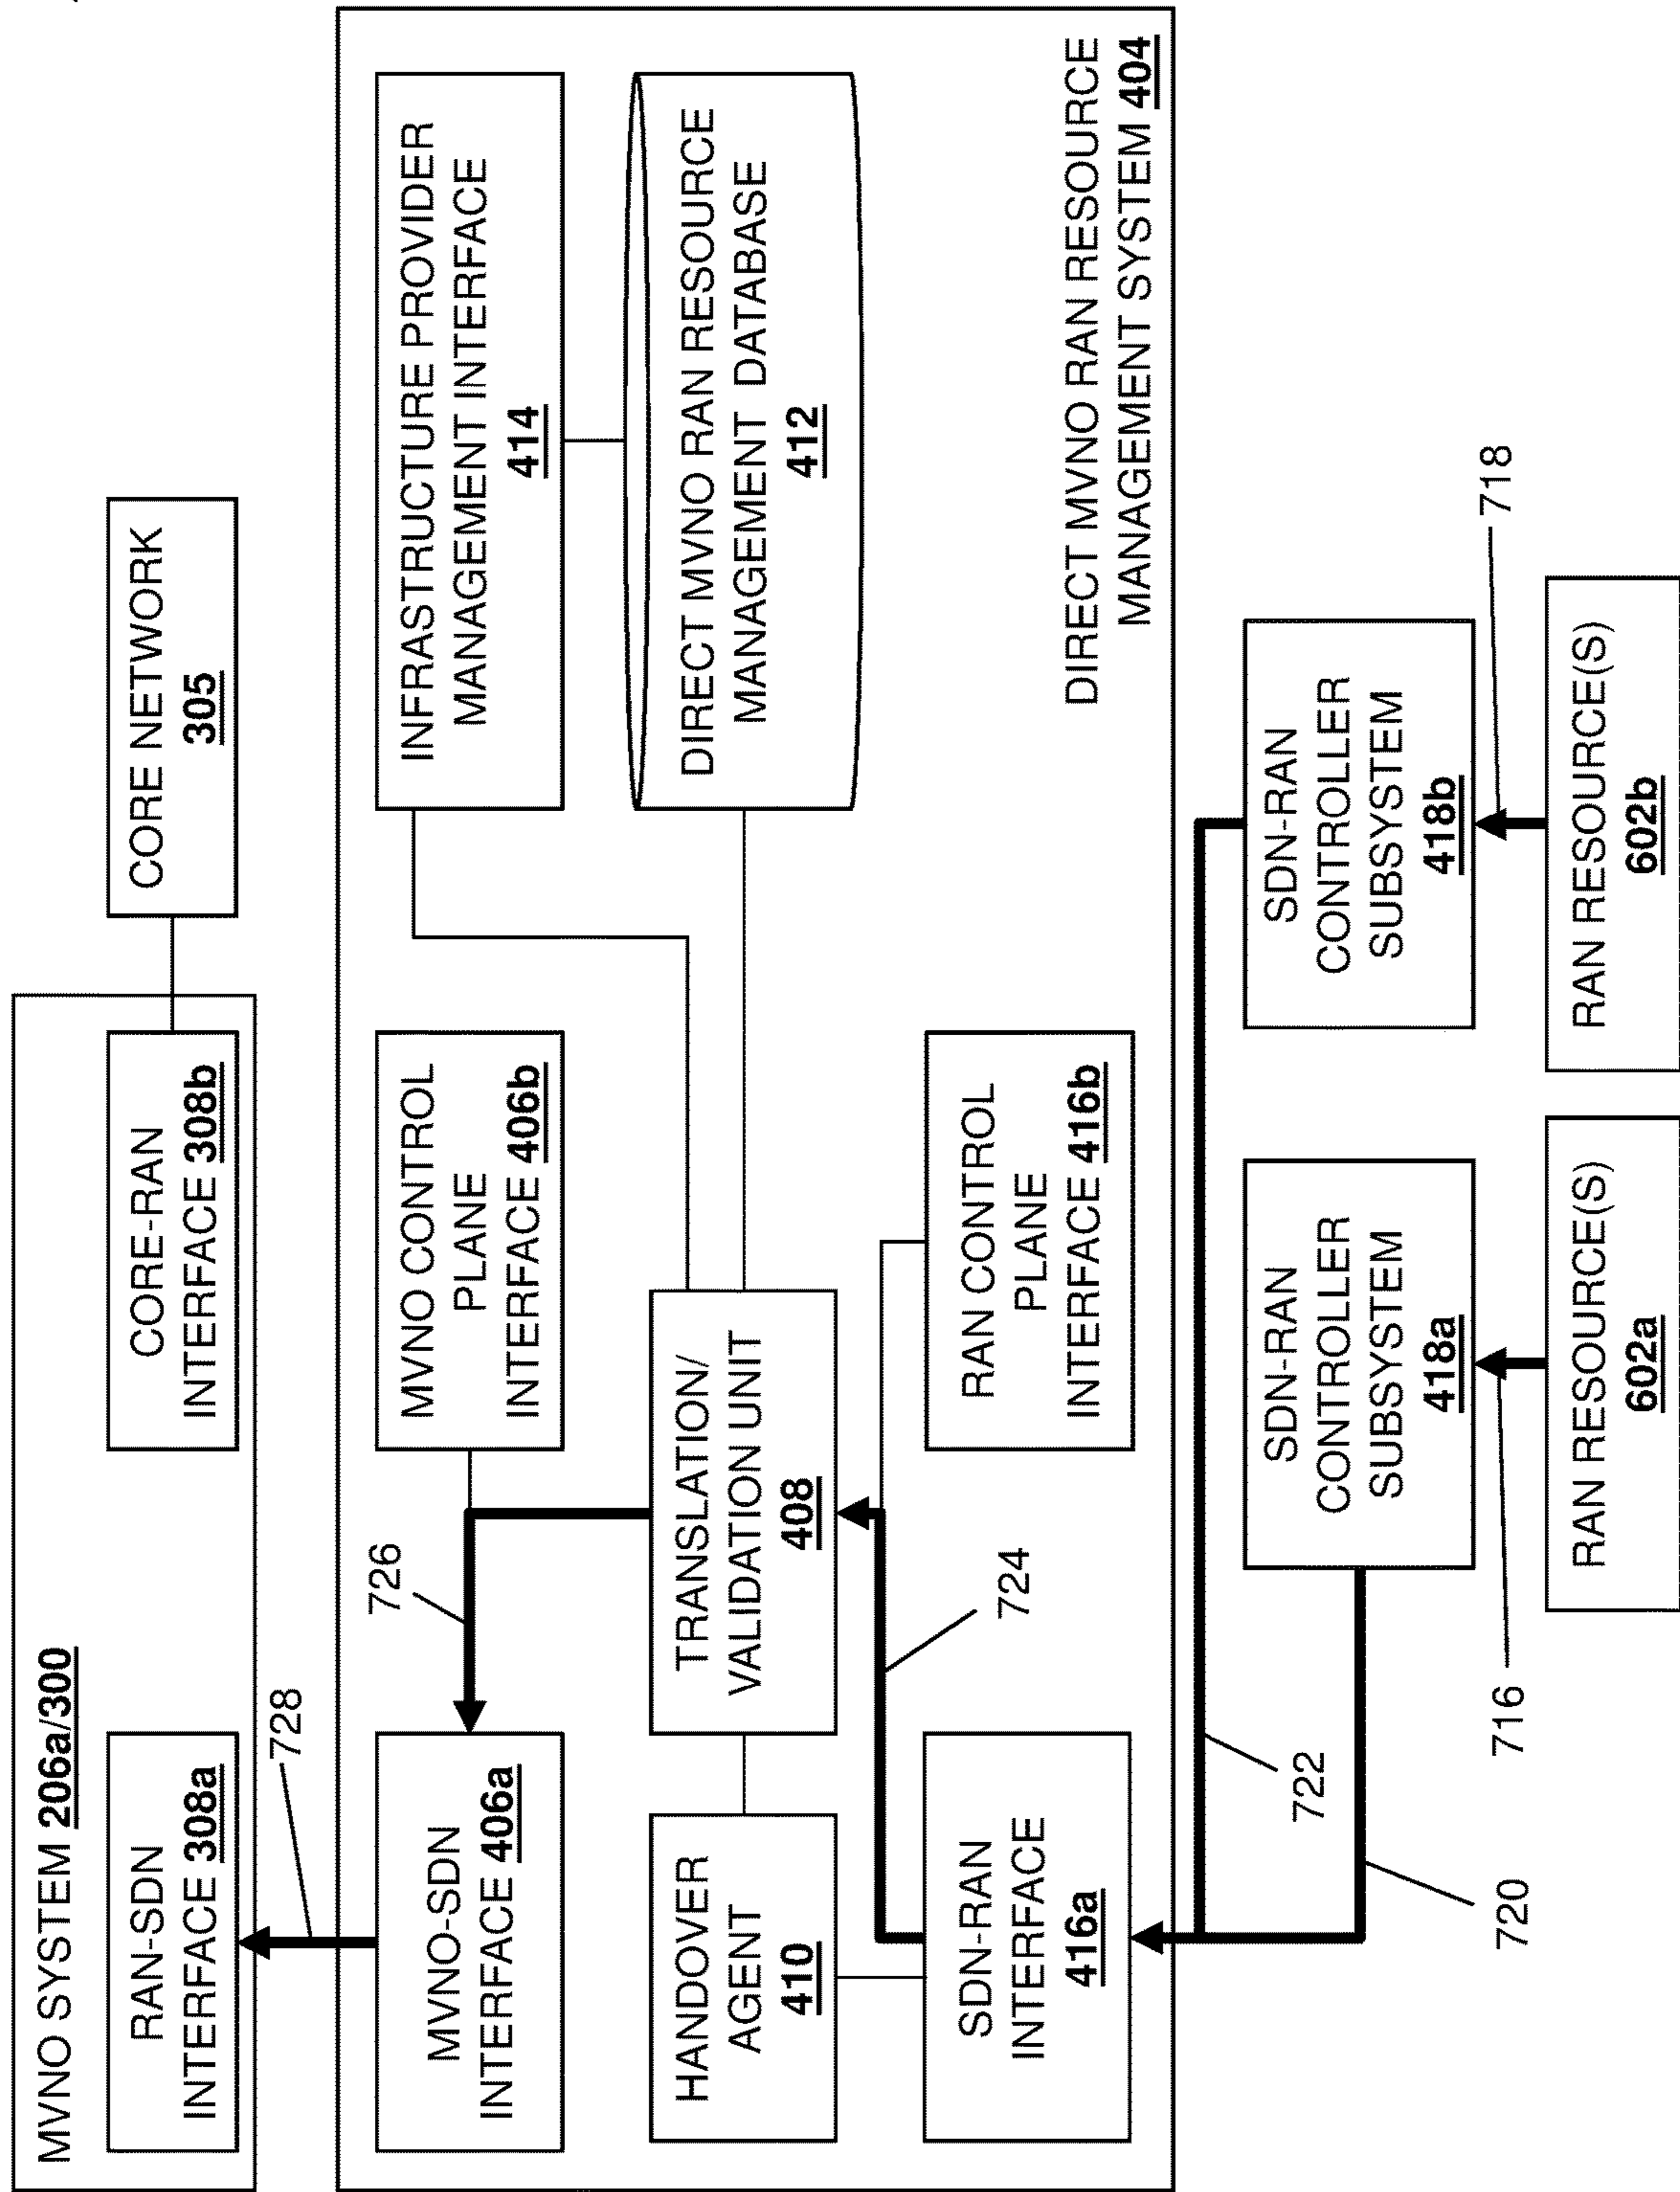 MVNO SYSTEM 206a/300
RAN-SDN
INTERFACE 308a
CORE-RAN
INTERFACE 308b
CORE NETWORK
305
728
MVNO-SDN
INTERFACE 406a
726
MVNO CONTROL
PLANE
INTERFACE 406b
INFRASTRUCTURE PROVIDER
MANAGEMENT INTERFACE
414
HANDOVER
AGENT
410
TRANSLATION/
VALIDATION UNIT
408
DIRECT MVNO RAN RESOURCE
MANAGEMENT DATABASE
412
SDN-RAN
INTERFACE
416a
724
RAN CONTROL
PLANE
INTERFACE 416b
DIRECT MVNO RAN RESOURCE
MANAGEMENT SYSTEM 404
722
720
SDN-RAN
CONTROLLER
SUBSYSTEM
418a
SDN-RAN
CONTROLLER
SUBSYSTEM
418b
716
718
RAN RESOURCE(S)
602a
RAN RESOURCE(S)
602b